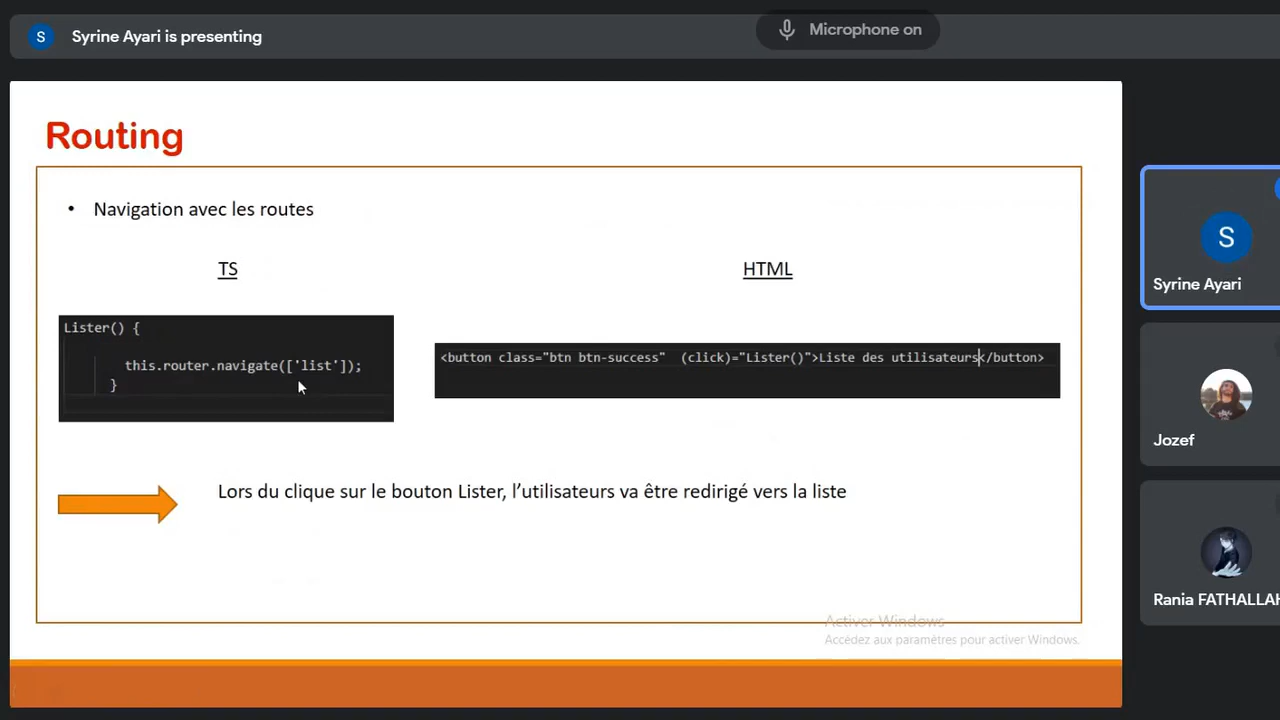 S Syrine Ayari is presenting
Microphone on
Routing
• Navigation avec les routes
TS
HTML
Lister() {
this.router.navigate(['list']);
}
<button class="btn btn-success" (click)="Lister()">Liste des utilisateurs</button>
Lors du clique sur le bouton Lister, l'utilisateurs va être redirigé vers la liste
Activer Windows
Accédez aux paramètres pour activer Windows.
S
Syrine Ayari
Jozef
Rania FATHALLAH